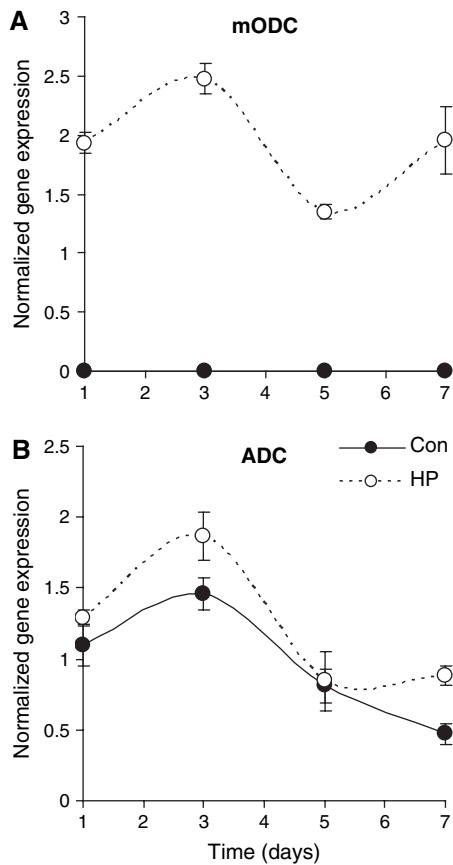 A
mODC
Normalized gene expression
3
2.5
2
1.5
1
0.5
0
1 2 3 4 5 6 7
B
ADC
Con
HP
Normalized gene expression
2.5
2
1.5
1
0.5
0
1 2 3 4 5 6 7
Time (days)